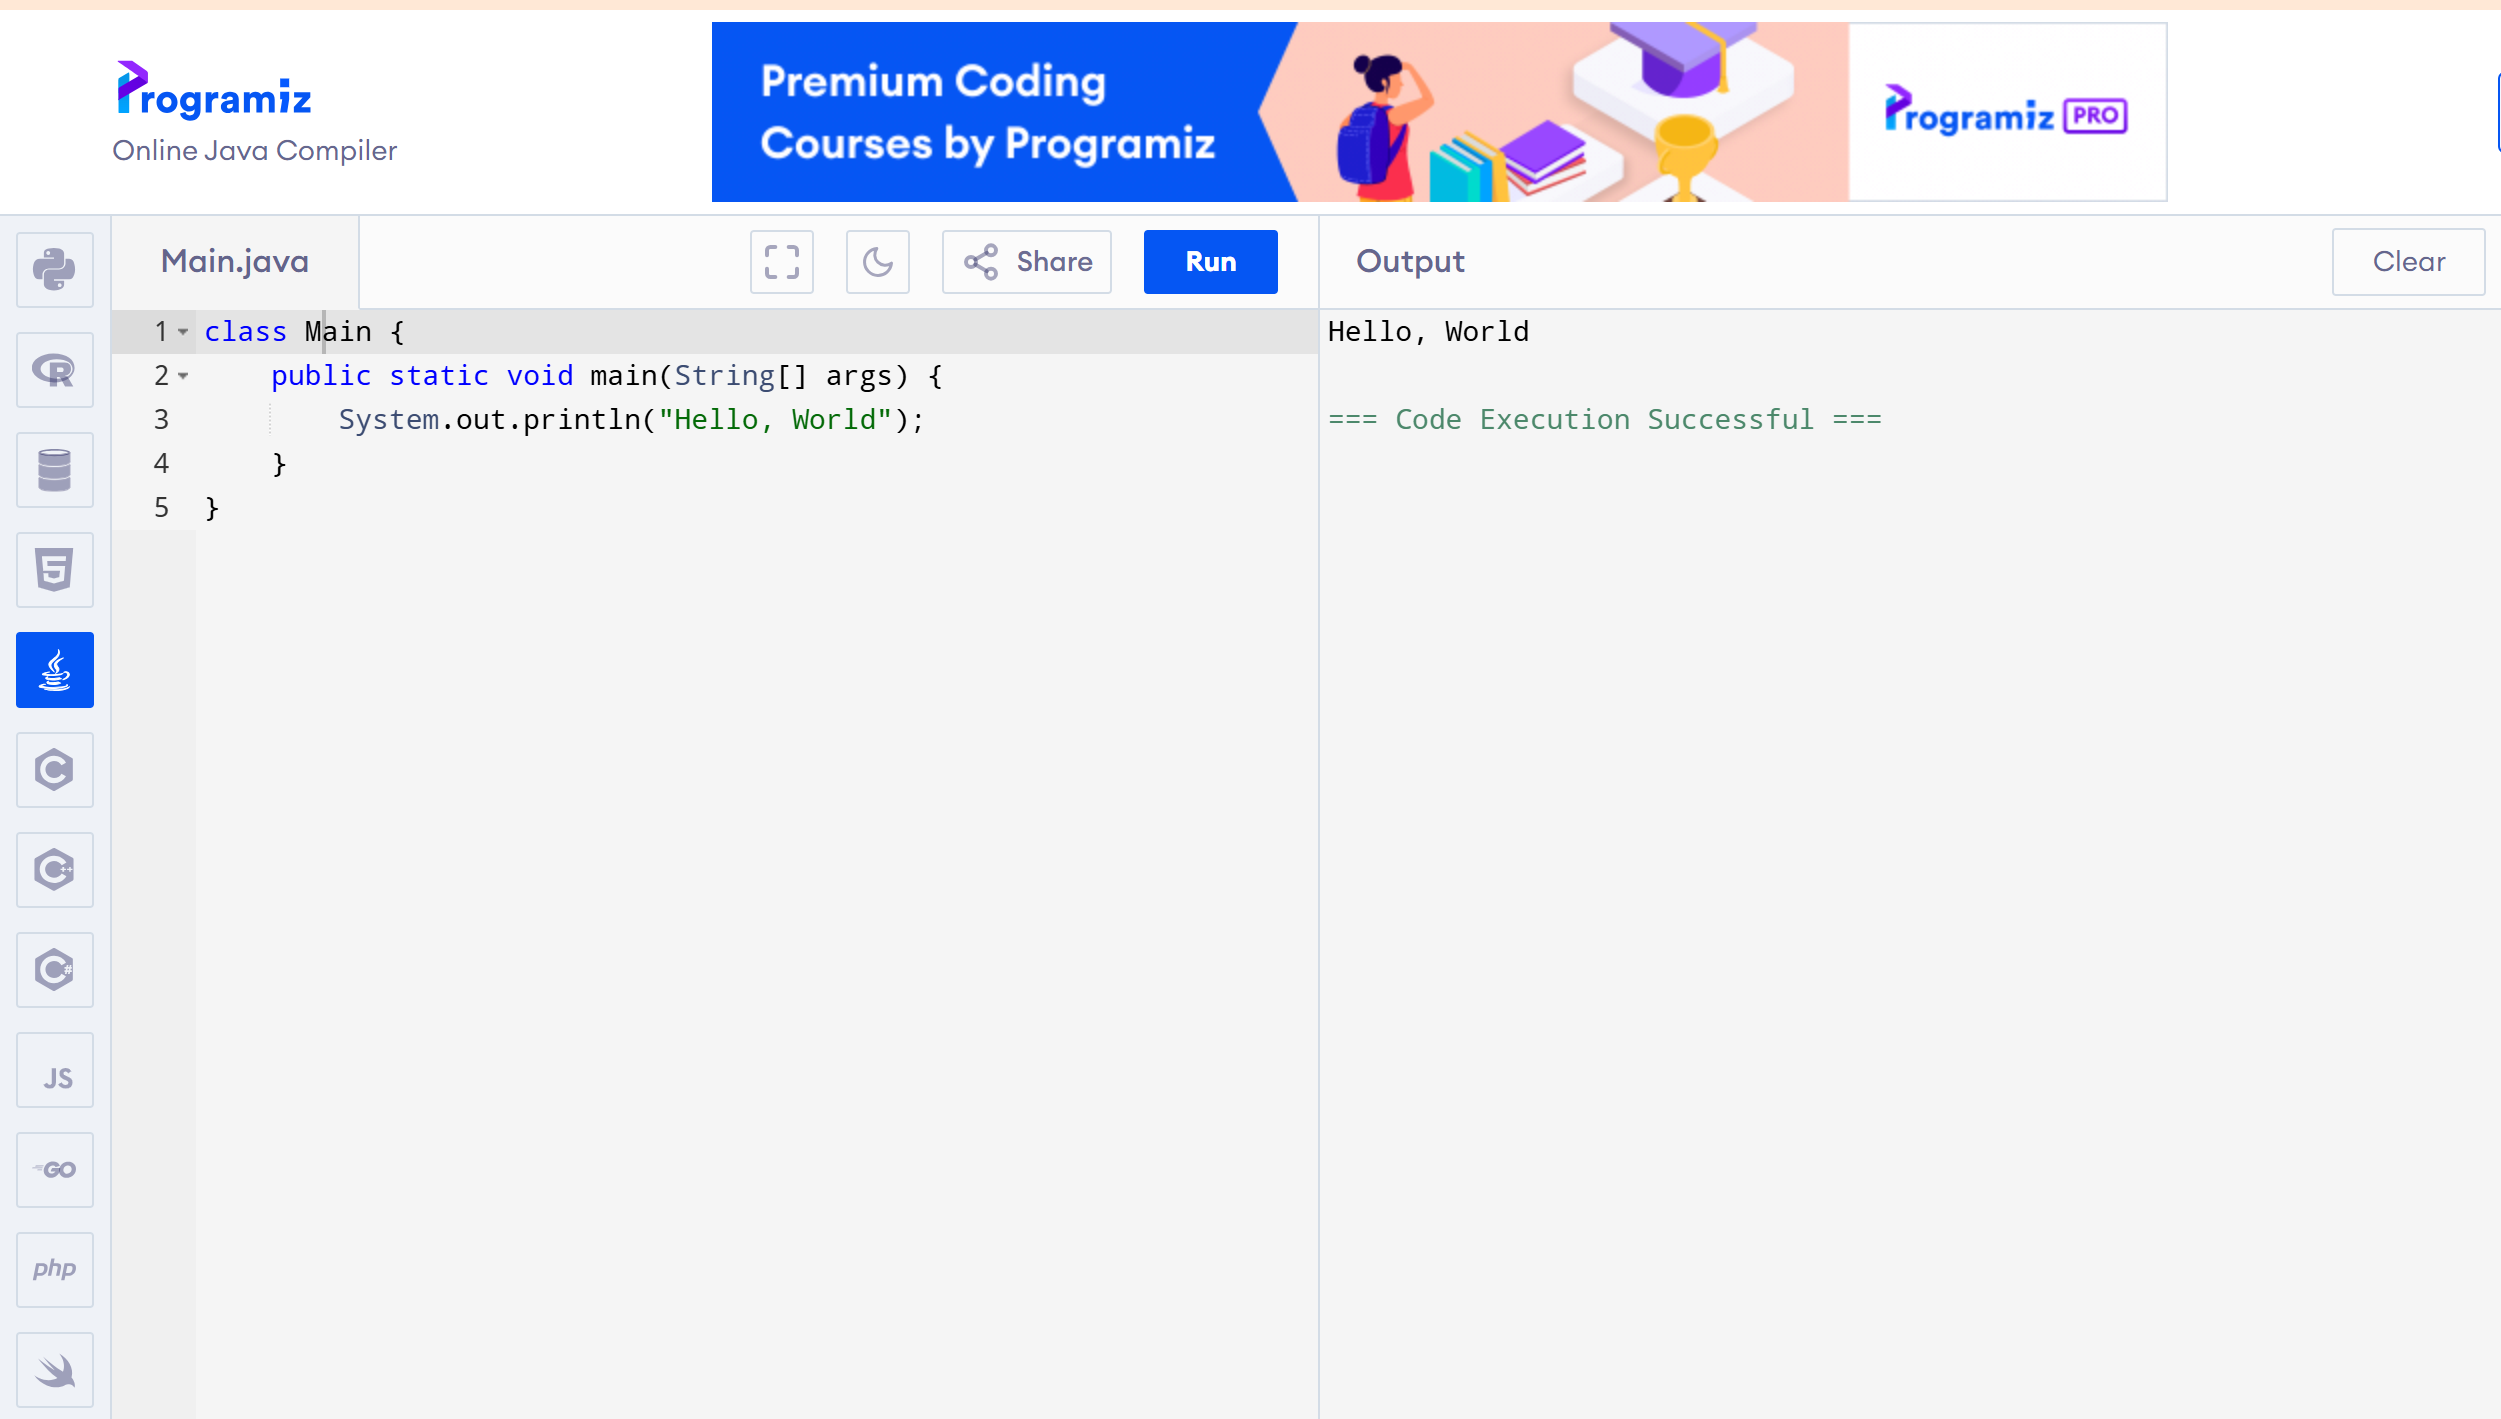 Programiz
Online Java Compiler
Premium Coding
Courses by Programiz
Programiz PRO
Main.java
Share
Run
Output
Clear
1 class Main {
2     public static void main(String[] args) {
3         System.out.println("Hello, World");
4     }
5 }
Hello, World
=== Code Execution Successful ===
R
5
C
C++
C#
JS
GO
php